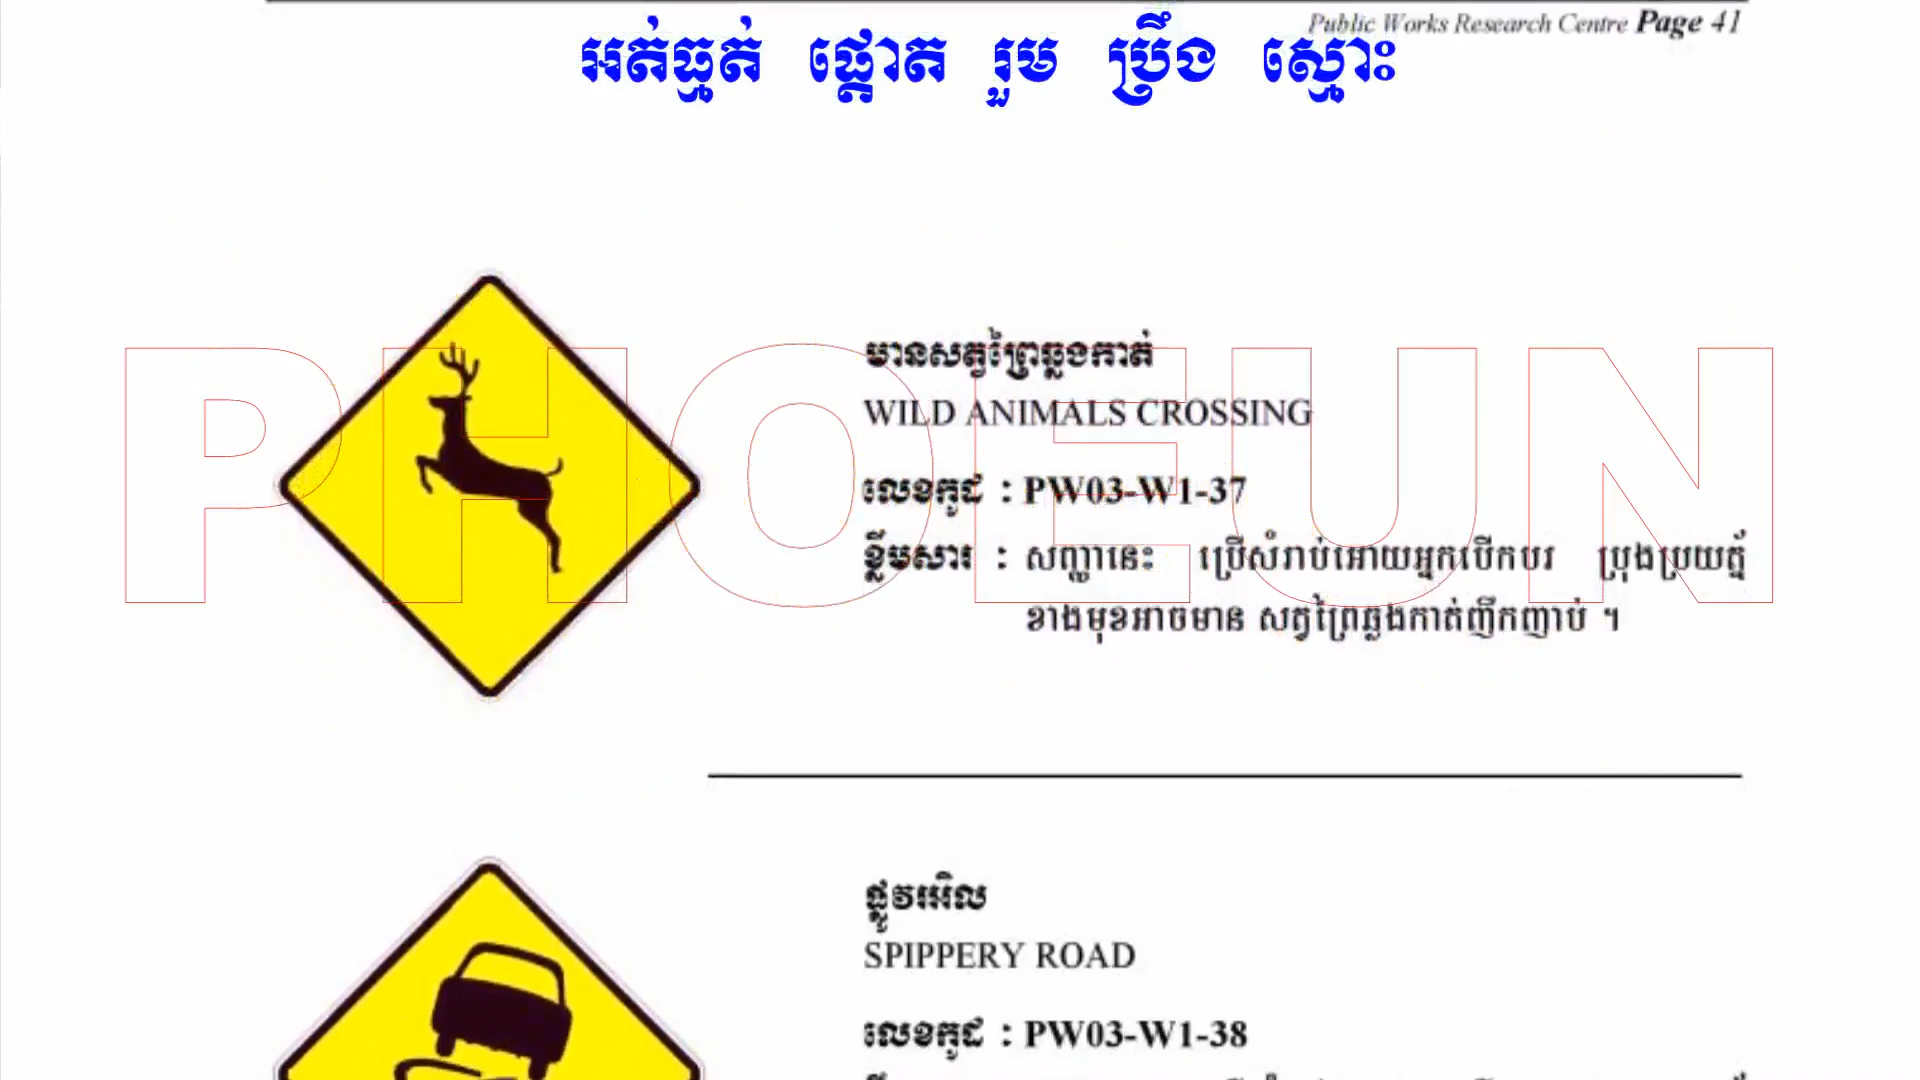 Public Works Research Centre Page 41
អត់ធ្មត់ ផ្តោត រួម ប្រឹង ស្មោះ
PHOEUN
មានសត្វព្រៃឆ្លងកាត់
WILD ANIMALS CROSSING
លេខកូដ : PW03-W1-37
ខ្លឹមសារ : សញ្ញានេះ ប្រើសំរាប់អោយអ្នកបើកបរ ប្រុងប្រយត្ន័
ខាងមុខអាចមាន សត្វព្រៃឆ្លងកាត់ញឹកញាប់ ។
ផ្លូវរអិល
SPIPPERY ROAD
លេខកូដ : PW03-W1-38